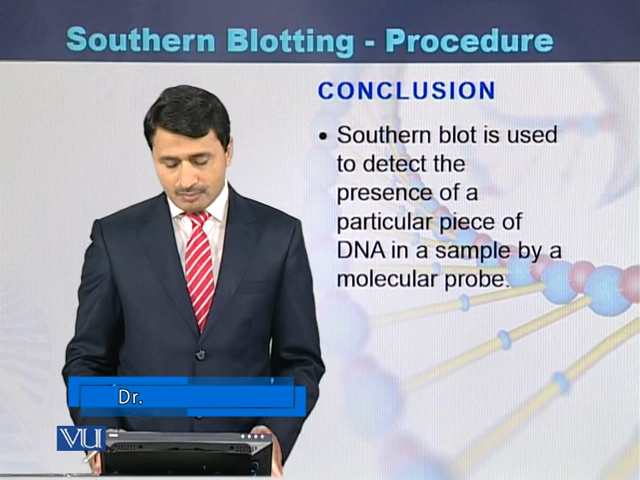 Southern Blotting - Procedure
CONCLUSION
• Southern blot is used
to detect the
presence of a
particular piece of
DNA in a sample by a
molecular probe.
Dr.
VU